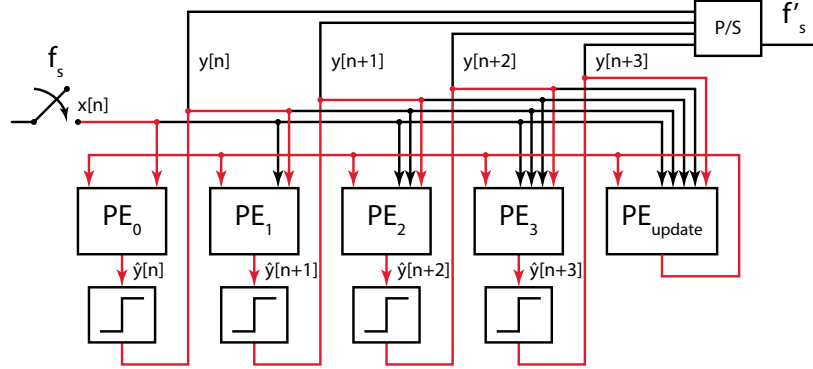 f_s
x[n]
y[n]
y[n+1]
y[n+2]
y[n+3]
P/S
f'_s
PE_0
PE_1
PE_2
PE_3
PE_update
ŷ[n]
ŷ[n+1]
ŷ[n+2]
ŷ[n+3]